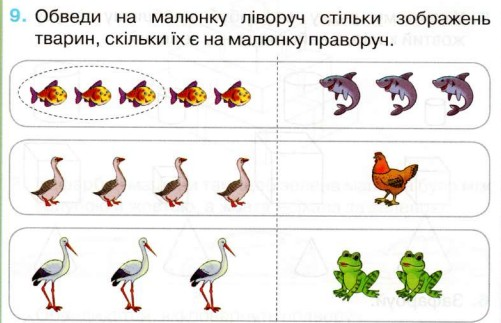 9. Обведи на малюнку ліворуч стільки зображень
тварин, скільки їх є на малюнку праворуч.